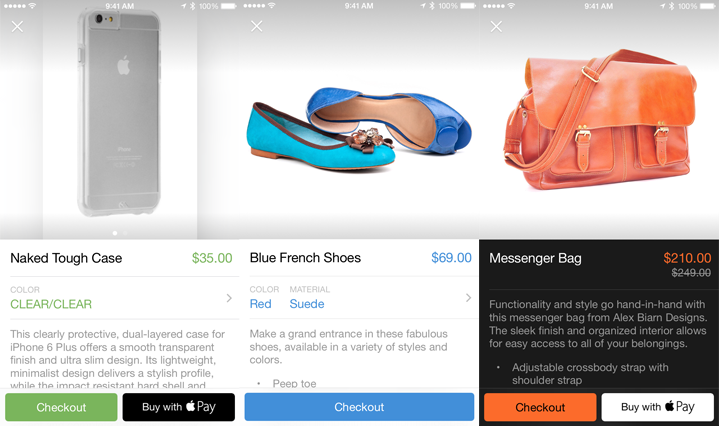 9:41 AM 100%
iPhone
Naked Tough Case $35.00
COLOR
CLEAR/CLEAR
This clearly protective, dual-layered case for
iPhone 6 Plus offers a smooth transparent
finish and ultra slim design. Its lightweight,
minimalist design delivers a stylish profile,
while the impact resistant hard shell and
Checkout Buy with Pay
9:41 AM 100%
Blue French Shoes $69.00
COLOR MATERIAL
Red Suede
Make a grand entrance in these fabulous
shoes, available in a variety of styles and
colors.
• Peep toe
Checkout
9:41 AM 100%
Messenger Bag $210.00
$249.00
Functionality and style go hand-in-hand with
this messenger bag from Alex Biarn Designs.
The sleek finish and organized interior allows
for easy access to all of your belongings.
• Adjustable crossbody strap with
shoulder strap
Checkout Buy with Pay